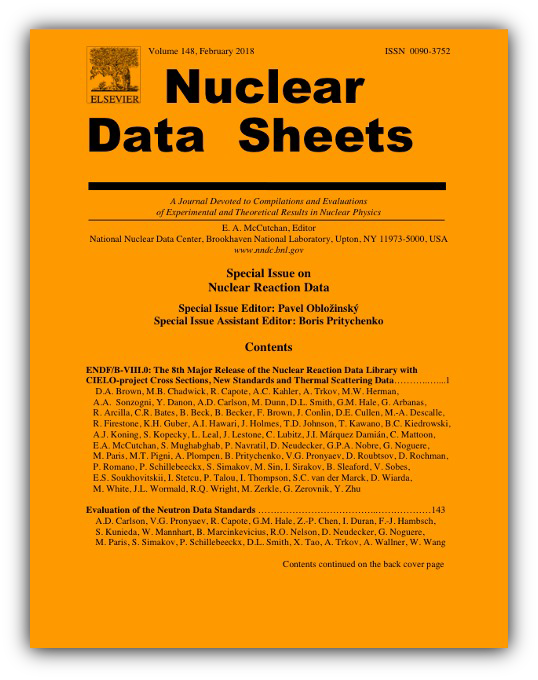 Volume 148, February 2018 ISSN 0090-3752
ELSEVIER
Nuclear
Data Sheets
A Journal Devoted to Compilations and Evaluations
of Experimental and Theoretical Results in Nuclear Physics
E. A. McCutchan, Editor
National Nuclear Data Center, Brookhaven National Laboratory, Upton, NY 11973-5000, USA
www.nndc.bnl.gov
Special Issue on
Nuclear Reaction Data
Special Issue Editor: Pavel Obložinský
Special Issue Assistant Editor: Boris Pritychenko
Contents
ENDF/B-VIII.0: The 8th Major Release of the Nuclear Reaction Data Library with
CIELO-project Cross Sections, New Standards and Thermal Scattering Data……………..1
D.A. Brown, M.B. Chadwick, R. Capote, A.C. Kahler, A. Trkov, M.W. Herman,
A.A. Sonzogni, Y. Danon, A.D. Carlson, M. Dunn, D.L. Smith, G.M. Hale, G. Arbanas,
R. Arcilla, C.R. Bates, B. Beck, B. Becker, F. Brown, J. Conlin, D.E. Cullen, M.-A. Descalle,
R. Firestone, K.H. Guber, A.I. Hawari, J. Holmes, T.D. Johnson, T. Kawano, B.C. Kiedrowski,
A.J. Koning, S. Kopecky, L. Leal, J. Lestone, C. Lubitz, J.I. Márquez Damián, C. Mattoon,
E.A. McCutchan, S. Mughabghab, P. Navratil, D. Neudecker, G.P.A. Nobre, G. Noguere,
M. Paris, M.T. Pigni, A. Plompen, B. Pritychenko, V.G. Pronyaev, D. Roubtsov, D. Rochman,
P. Romano, P. Schillebeeckx, S. Simakov, M. Sin, I. Sirakov, B. Sleaford, V. Sobes,
E.S. Soukhovitskii, I. Stetcu, P. Talou, I. Thompson, S.C. van der Marck, D. Wiarda,
M. White, J.L. Wormald, R.Q. Wright, M. Zerkle, G. Zerovnik, Y. Zhu
Evaluation of the Neutron Data Standards ………………………………………143
A.D. Carlson, V.G. Pronyaev, R. Capote, G.M. Hale, Z.-P. Chen, I. Duran, F.-J. Hambsch,
S. Kunieda, W. Mannhart, B. Marcinkevicius, R.O. Nelson, D. Neudecker, G. Noguere,
M. Paris, S. Simakov, P. Schillebeeckx, D.L. Smith, X. Tao, A. Trkov, A. Wallner, W. Wang
Contents continued on the back cover page